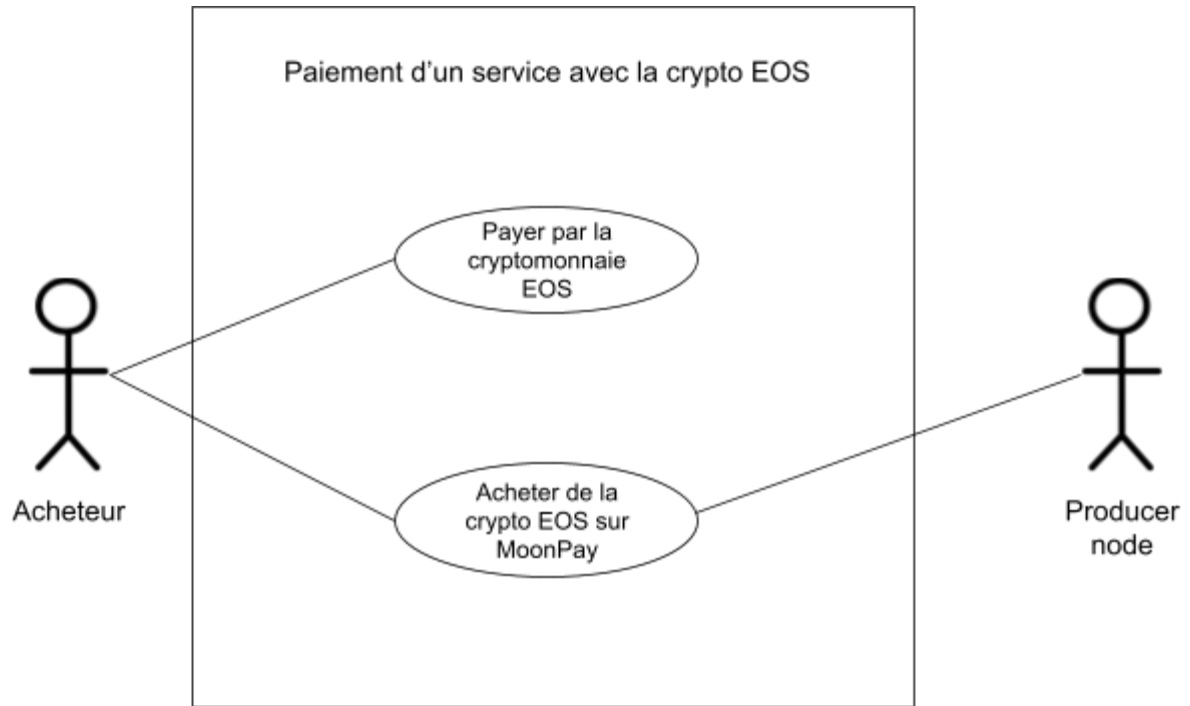 Paiement d'un service avec la crypto EOS
Payer par la
cryptomonnaie
EOS
Acheteur
Acheter de la
crypto EOS sur
MoonPay
Producer
node